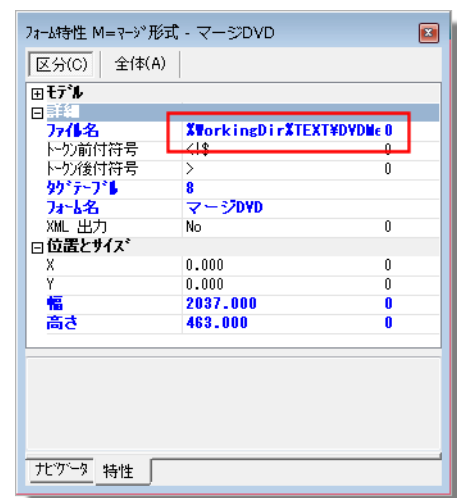 ﾌｫｰﾑ特性 M=ﾏｰｼﾞ形式 - マージDVD
区分(C) 全体(A)
ﾓﾃﾞﾙ
詳細
ﾌｧｲﾙ名 %WorkingDir%TEXT¥DVDMe 0
ﾄｰｸﾝ前付符号 <!$ 0
ﾄｰｸﾝ後付符号 > 0
ﾀｸﾞﾃｰﾌﾞﾙ 8
ﾌｫｰﾑ名 マージDVD
XML 出力 No 0
位置とｻｲｽﾞ
X 0.000 0
Y 0.000 0
幅 2037.000 0
高さ 463.000 0
ﾅﾋﾞｹﾞｰﾀ 特性